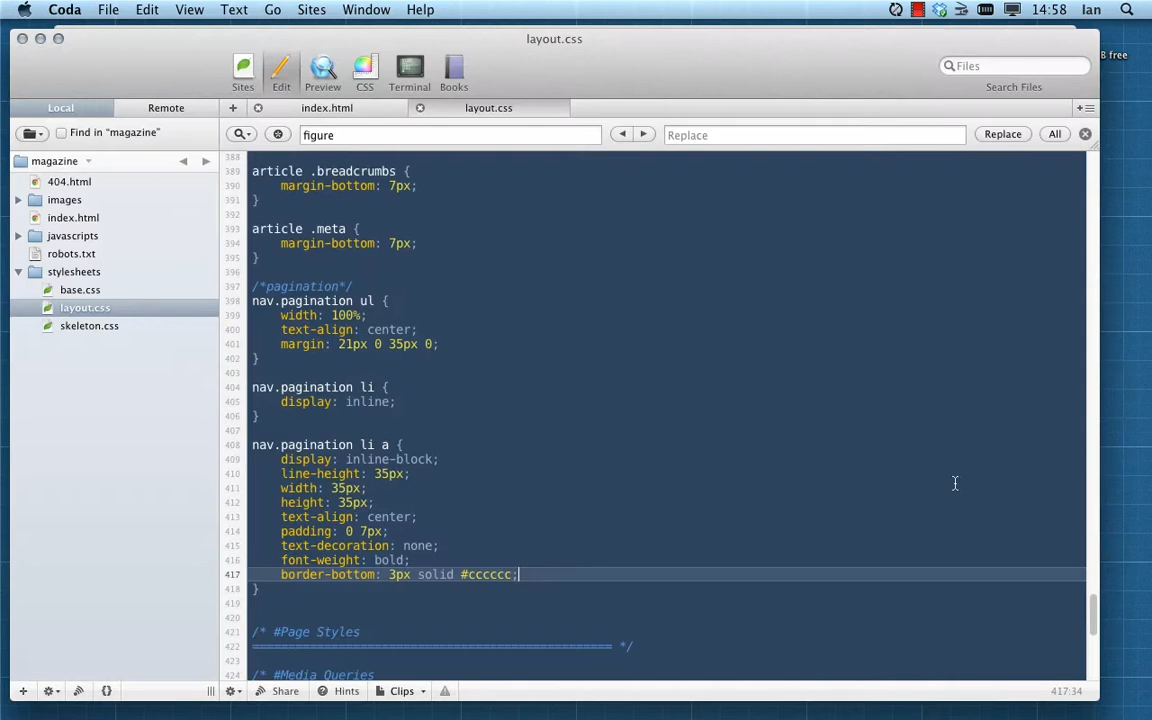 Coda File Edit View Text Go Sites Window Help 14:58 Ian
layout.css
B free
Sites Edit Preview CSS Terminal Books
Files
Search Files
Local Remote
index.html layout.css
Find in "magazine"
figure Replace Replace All
magazine
404.html
images
index.html
javascripts
robots.txt
stylesheets
base.css
layout.css
skeleton.css
388
389 article .breadcrumbs {
390 margin-bottom: 7px;
391 }
392
393 article .meta {
394 margin-bottom: 7px;
395 }
396
397 /*pagination*/
398 nav.pagination ul {
399 width: 100%;
400 text-align: center;
401 margin: 21px 0 35px 0;
402 }
403
404 nav.pagination li {
405 display: inline;
406 }
407
408 nav.pagination li a {
409 display: inline-block;
410 line-height: 35px;
411 width: 35px;
412 height: 35px;
413 text-align: center;
414 padding: 0 7px;
415 text-decoration: none;
416 font-weight: bold;
417 border-bottom: 3px solid #cccccc;
418 }
419
420
421 /* #Page Styles
422 ================================================== */
423
424 /* #Media Queries
Share Hints Clips 417:34